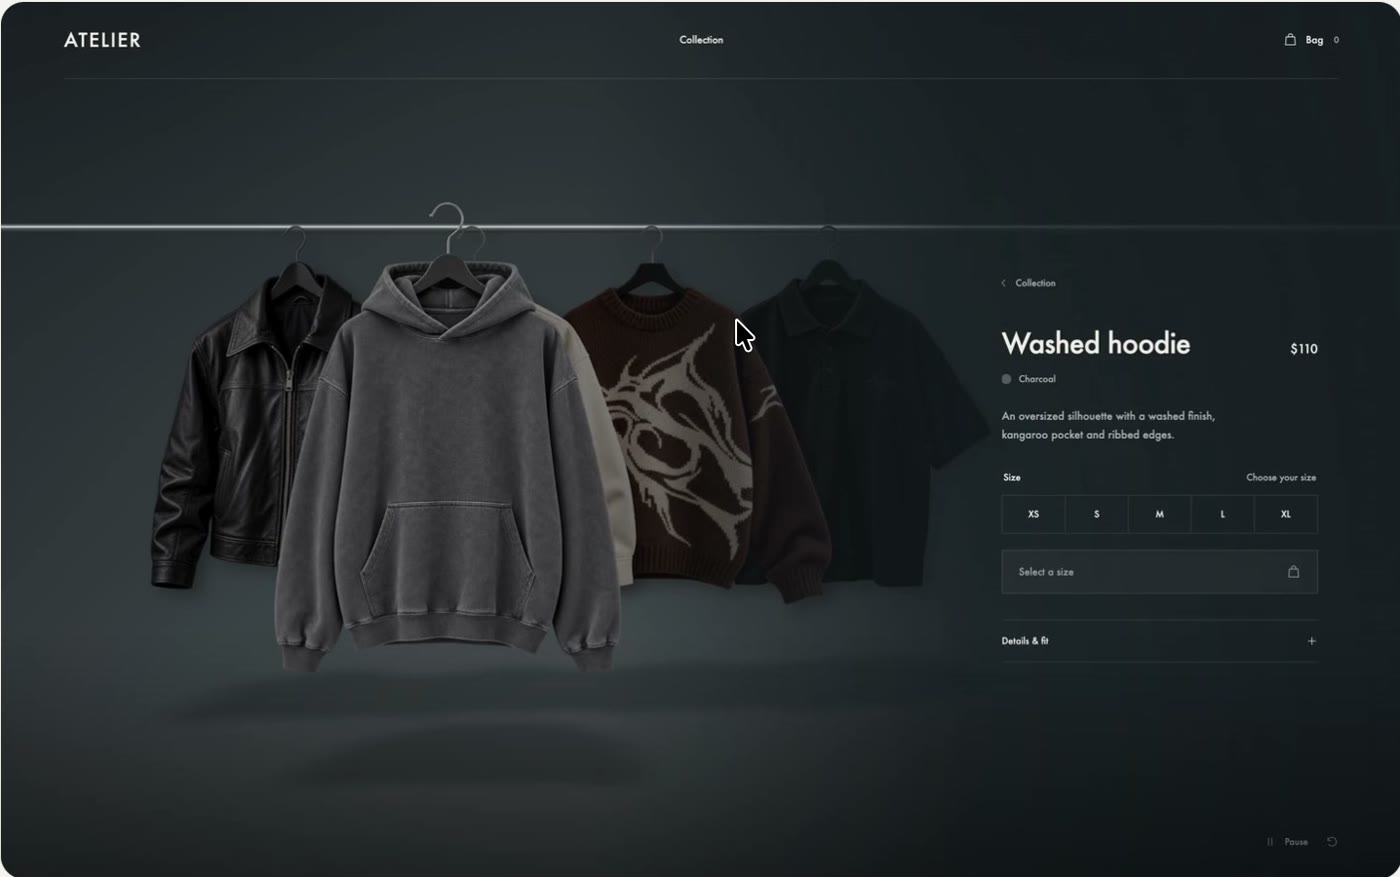 ATELIER
Collection
Bag 0
Collection
Washed hoodie
$110
Charcoal
An oversized silhouette with a washed finish,
kangaroo pocket and ribbed edges.
Size
Choose your size
XS S M L XL
Select a size
Details & fit
Pause